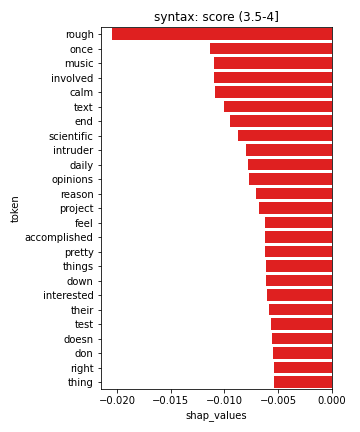 syntax: score (3.5-4]
rough
once
music
involved
calm
text
end
scientific
intruder
daily
opinions
reason
project
feel
accomplished
pretty
things
down
interested
their
test
doesn
don
right
thing
token
−0.020 −0.015 −0.010 −0.005 0.000
shap_values